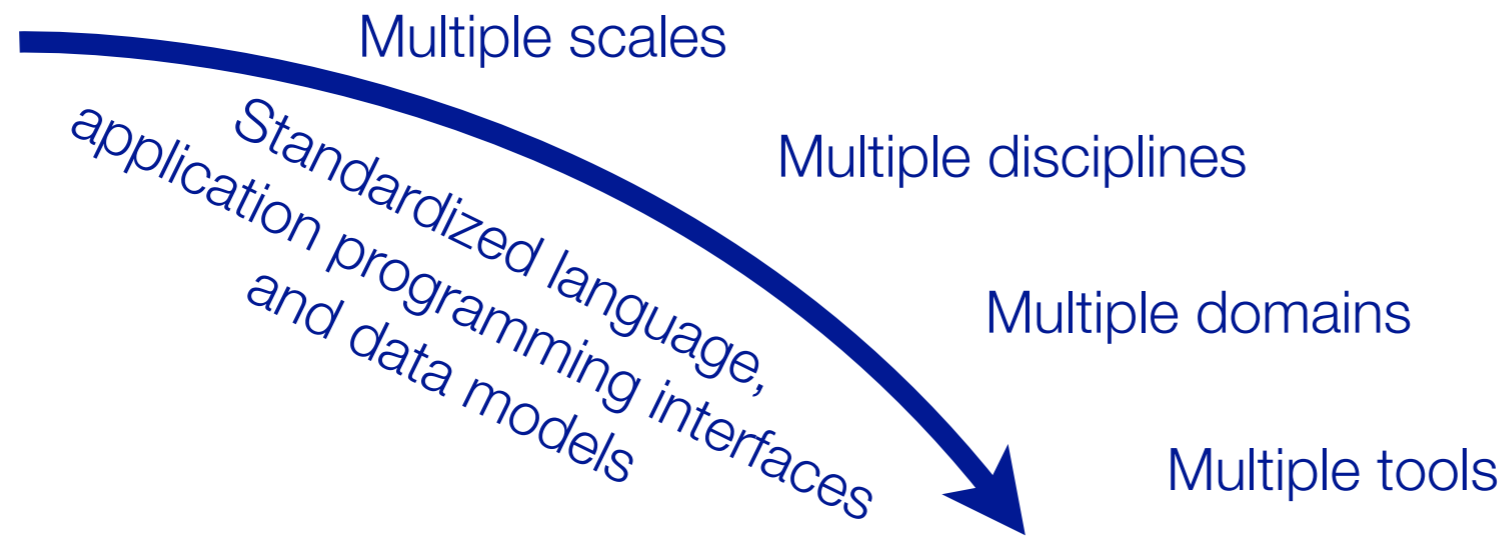 Multiple scales
Standardized language,
application programming interfaces
and data models
Multiple disciplines
Multiple domains
Multiple tools